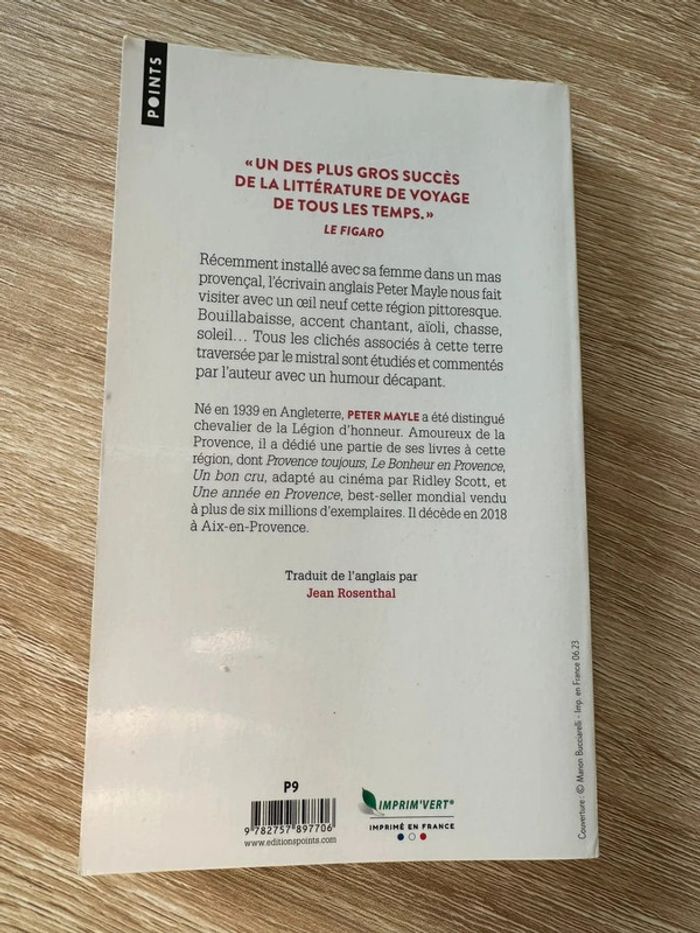 POINTS
« UN DES PLUS GROS SUCCÈS
DE LA LITTÉRATURE DE VOYAGE
DE TOUS LES TEMPS. »
LE FIGARO
Récemment installé avec sa femme dans un mas
provençal, l'écrivain anglais Peter Mayle nous fait
visiter avec un œil neuf cette région pittoresque.
Bouillabaisse, accent chantant, aïoli, chasse,
soleil… Tous les clichés associés à cette terre
traversée par le mistral sont étudiés et commentés
par l'auteur avec un humour décapant.
Né en 1939 en Angleterre, PETER MAYLE a été distingué
chevalier de la Légion d'honneur. Amoureux de la
Provence, il a dédié une partie de ses livres à cette
région, dont Provence toujours, Le Bonheur en Provence,
Un bon cru, adapté au cinéma par Ridley Scott, et
Une année en Provence, best-seller mondial vendu
à plus de six millions d'exemplaires. Il décède en 2018
à Aix-en-Provence.
Traduit de l'anglais par
Jean Rosenthal
Couverture : © Marion Bucciarelli - Imp. en France 06.23
P9
9 782757 897706
www.editionspoints.com
IMPRIM'VERT®
IMPRIMÉ EN FRANCE